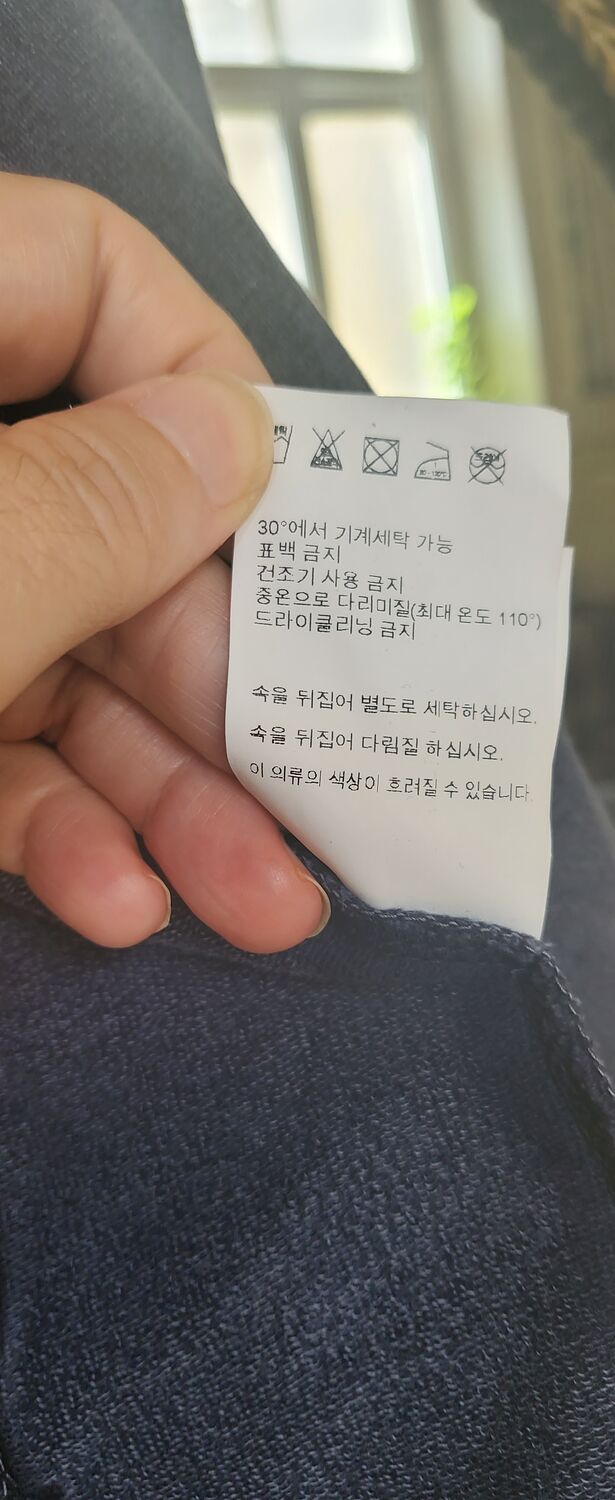 30°에서 기계세탁 가능
표백 금지
건조기 사용 금지
중온으로 다리미질(최대 온도 110°)
드라이클리닝 금지
속을 뒤집어 별도로 세탁하십시오.
속을 뒤집어 다림질 하십시오.
이 의류의 색상이 흐려질 수 있습니다.